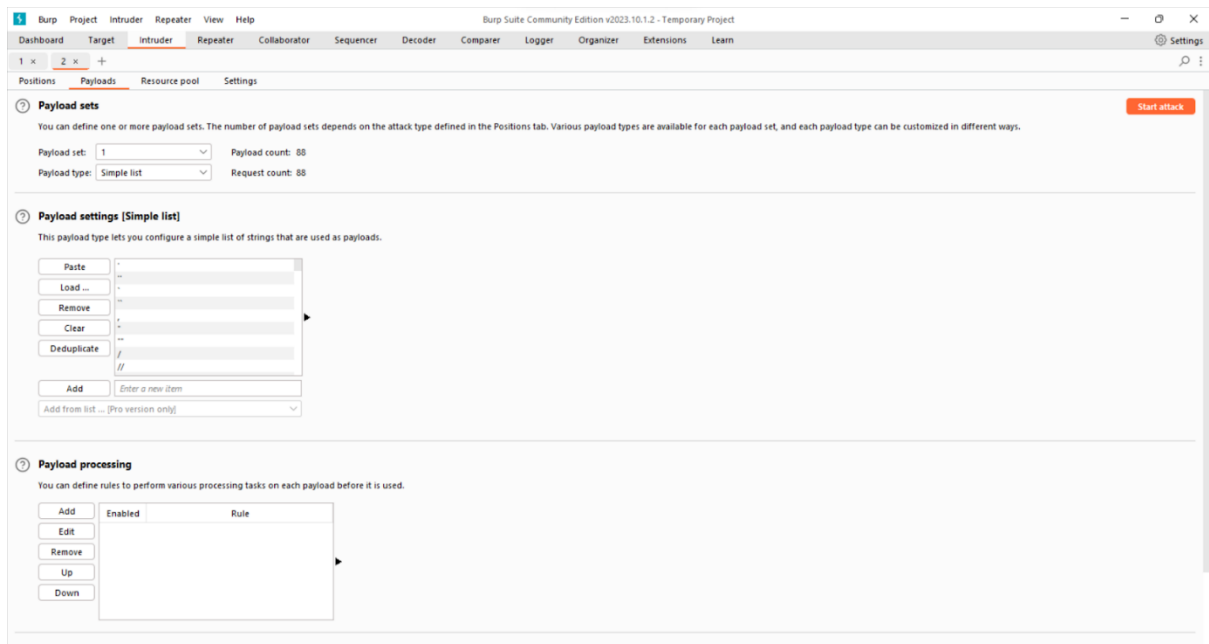 Burp Project Intruder Repeater View Help Burp Suite Community Edition v2023.10.1.2 - Temporary Project
Dashboard Target Intruder Repeater Collaborator Sequencer Decoder Comparer Logger Organizer Extensions Learn Settings
1 × 2 × +
Positions Payloads Resource pool Settings
? Payload sets Start attack
You can define one or more payload sets. The number of payload sets depends on the attack type defined in the Positions tab. Various payload types are available for each payload set, and each payload type can be customized in different ways.
Payload set: 1 Payload count: 88
Payload type: Simple list Request count: 88
? Payload settings [Simple list]
This payload type lets you configure a simple list of strings that are used as payloads.
Paste
Load ...
Remove
,
Clear
Deduplicate
/
//
Add Enter a new item
Add from list ... [Pro version only]
? Payload processing
You can define rules to perform various processing tasks on each payload before it is used.
Add Enabled Rule
Edit
Remove
Up
Down